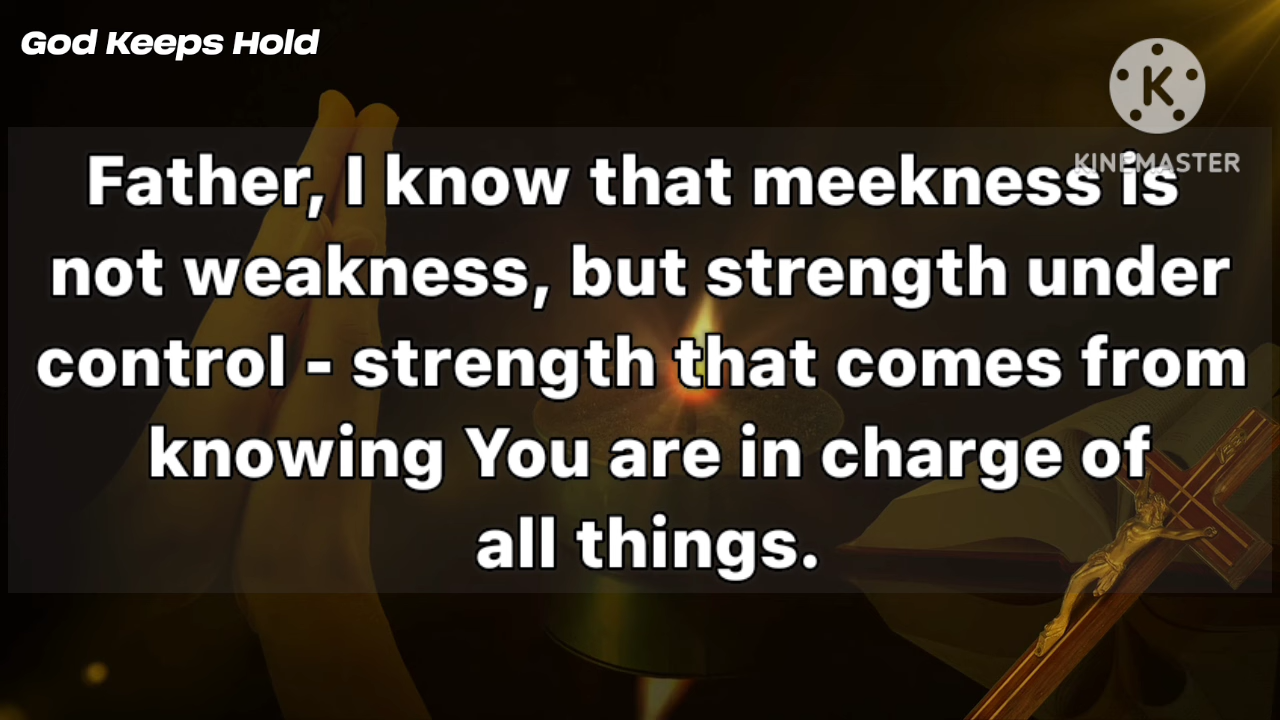 God Keeps Hold
K
KINEMASTER
Father, I know that meekness is
not weakness, but strength under
control - strength that comes from
knowing You are in charge of
all things.